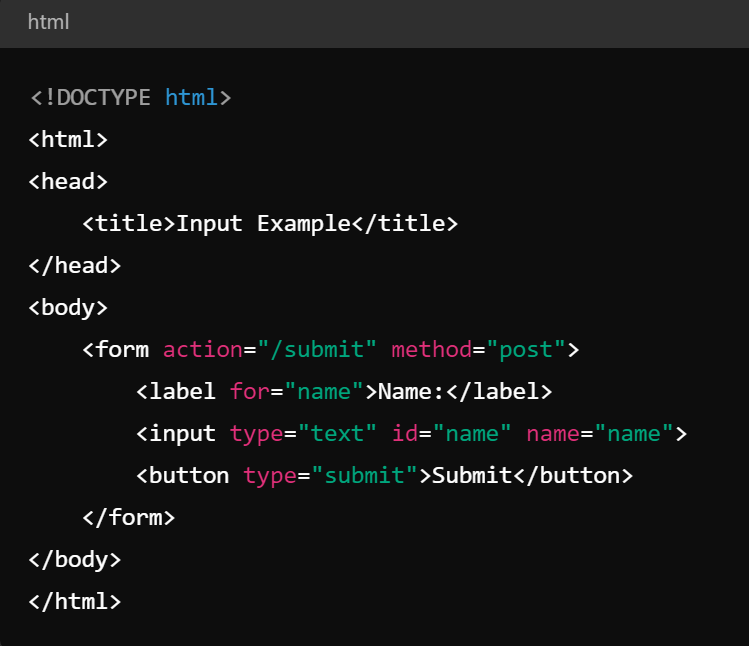 html
<!DOCTYPE html>
<html>
<head>
    <title>Input Example</title>
</head>
<body>
    <form action="/submit" method="post">
        <label for="name">Name:</label>
        <input type="text" id="name" name="name">
        <button type="submit">Submit</button>
    </form>
</body>
</html>